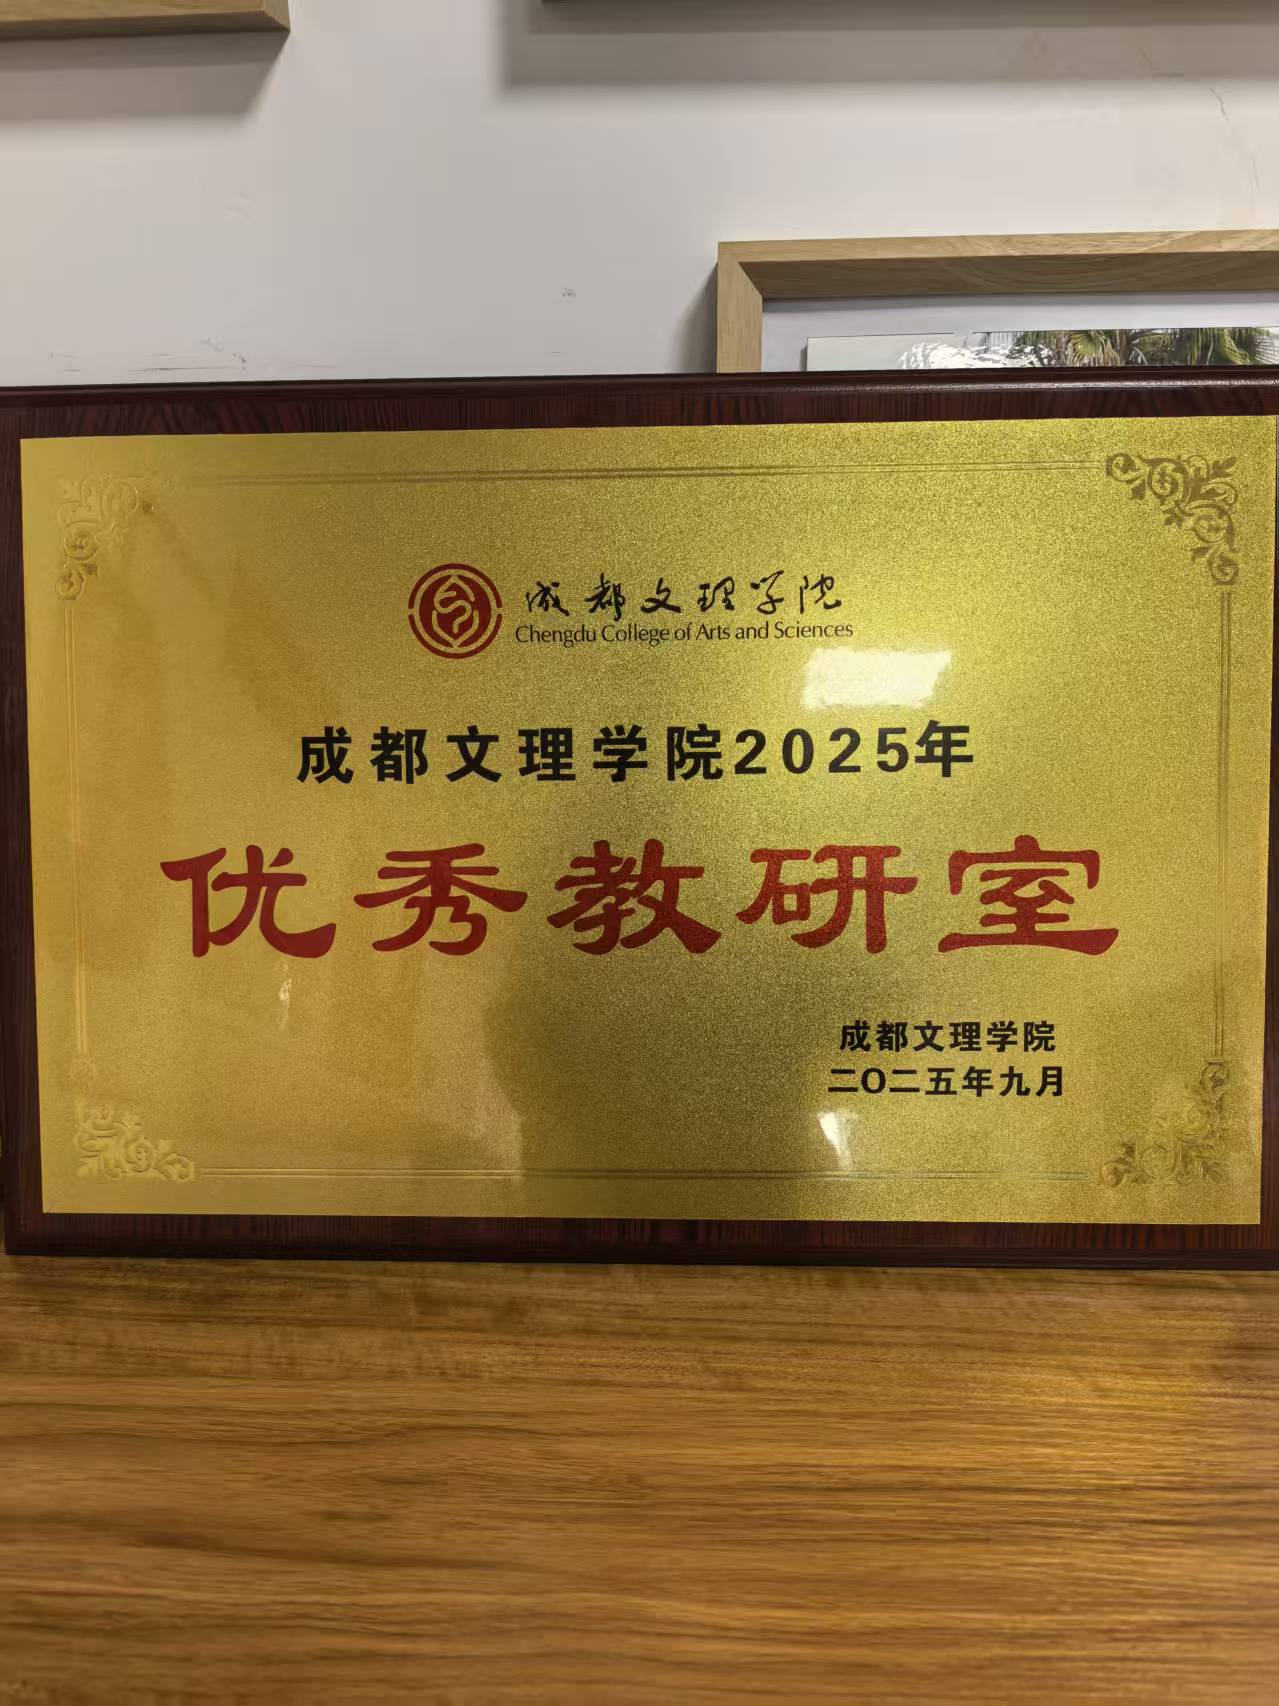 成都文理学院
Chengdu College of Arts and Sciences
成都文理学院2025年
优秀教研室
成都文理学院
二〇二五年九月